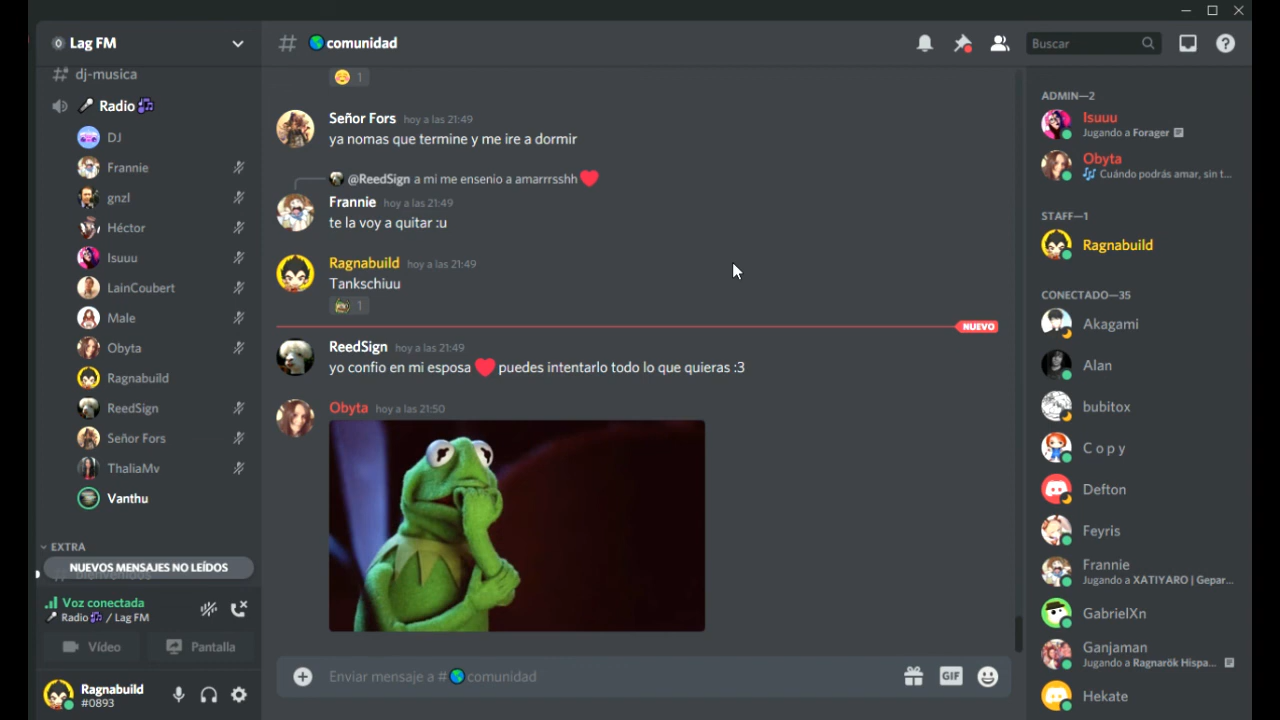 Lag FM
dj-musica
Radio
DJ
Frannie
gnzl
Héctor
Isuuu
LainCoubert
Male
Obyta
Ragnabuild
ReedSign
Señor Fors
ThaliaMv
Vanthu
EXTRA
NUEVOS MENSAJES NO LEÍDOS
Voz conectada
Radio / Lag FM
Vídeo
Pantalla
Ragnabuild
#0893
# comunidad
Buscar
1
Señor Fors hoy a las 21:49
ya nomas que termine y me ire a dormir
@ReedSign a mi me ensenio a amarrrsshh
Frannie hoy a las 21:49
te la voy a quitar :u
Ragnabuild hoy a las 21:49
Tankschiuu
1
NUEVO
ReedSign hoy a las 21:49
yo confio en mi esposa puedes intentarlo todo lo que quieras :3
Obyta hoy a las 21:50
Enviar mensaje a # comunidad
GIF
ADMIN—2
Isuuu
Jugando a Forager
Obyta
Cuándo podrás amar, sin t...
STAFF—1
Ragnabuild
CONECTADO—35
Akagami
Alan
bubitox
C o p y
Defton
Feyris
Frannie
Jugando a XATIYARO | Gepar...
GabrielXn
Ganjaman
Jugando a Ragnarök Hispa...
Hekate